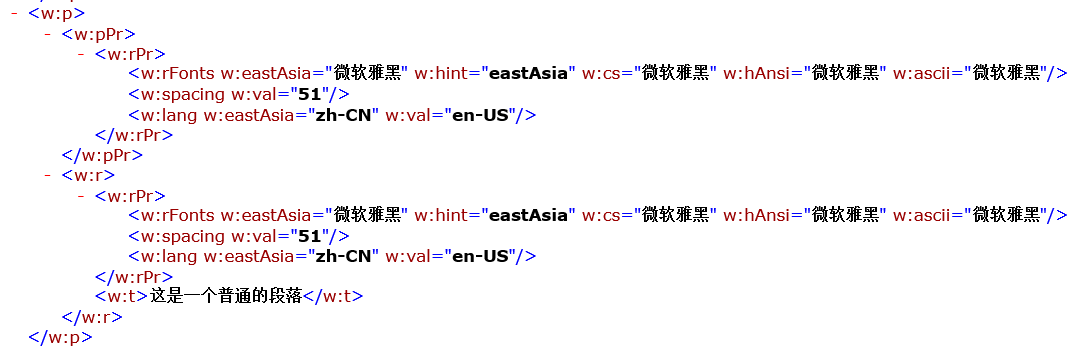 - <w:p>
- <w:pPr>
- <w:rPr>
<w:rFonts w:eastAsia="微软雅黑" w:hint="eastAsia" w:cs="微软雅黑" w:hAnsi="微软雅黑" w:ascii="微软雅黑"/>
<w:spacing w:val="51"/>
<w:lang w:eastAsia="zh-CN" w:val="en-US"/>
</w:rPr>
</w:pPr>
- <w:r>
- <w:rPr>
<w:rFonts w:eastAsia="微软雅黑" w:hint="eastAsia" w:cs="微软雅黑" w:hAnsi="微软雅黑" w:ascii="微软雅黑"/>
<w:spacing w:val="51"/>
<w:lang w:eastAsia="zh-CN" w:val="en-US"/>
</w:rPr>
<w:t>这是一个普通的段落</w:t>
</w:r>
</w:p>